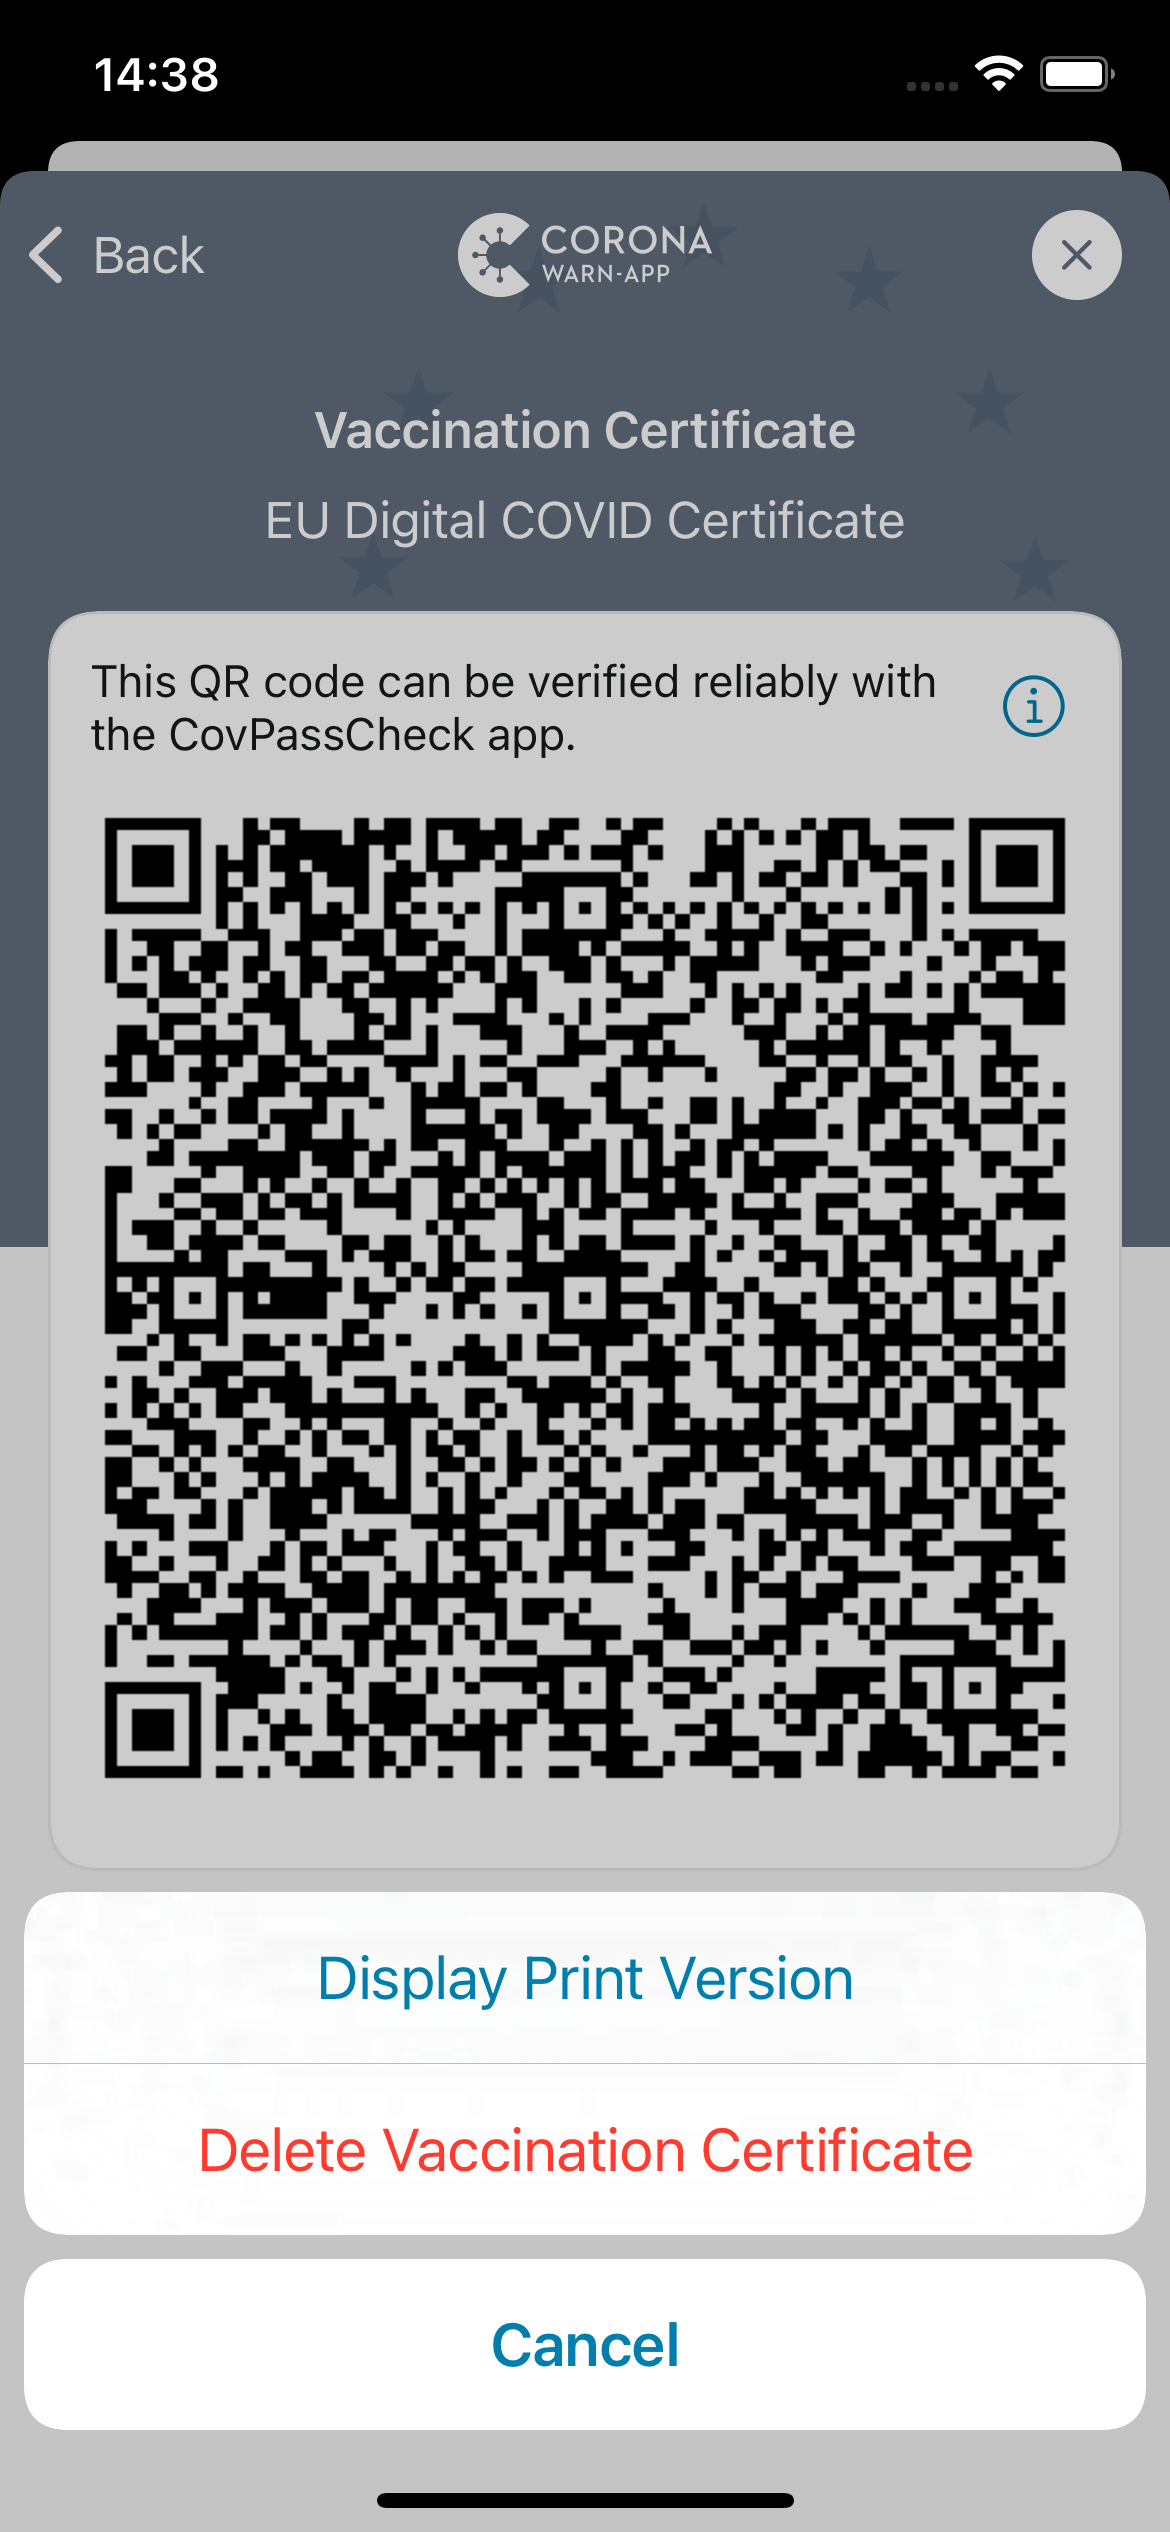 14:38
Back
CORONA
WARN-APP
Vaccination Certificate
EU Digital COVID Certificate
This QR code can be verified reliably with
the CovPassCheck app.
Display Print Version
Delete Vaccination Certificate
Cancel